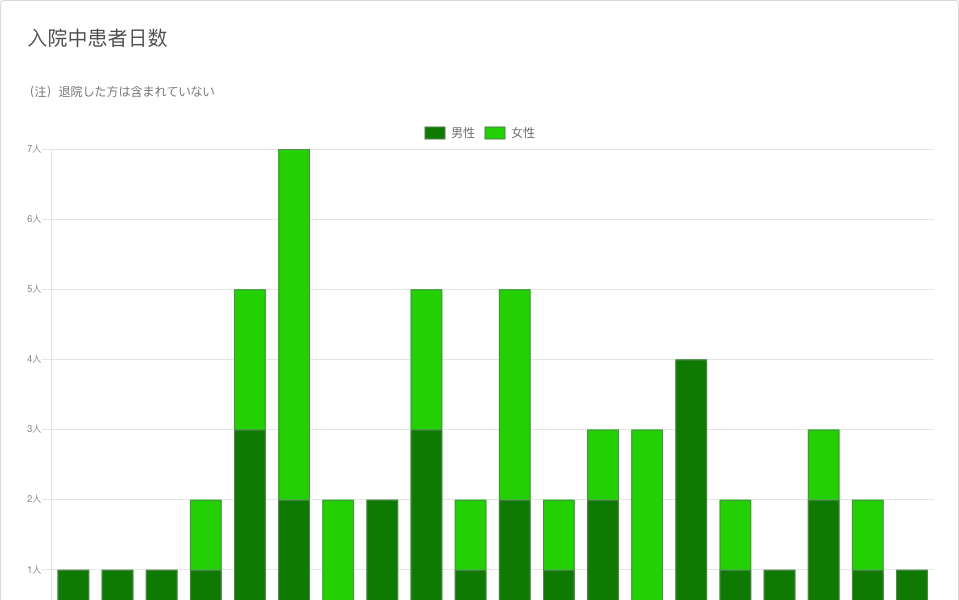 入院中患者日数
（注）退院した方は含まれていない
男性 女性
7人
6人
5人
4人
3人
2人
1人